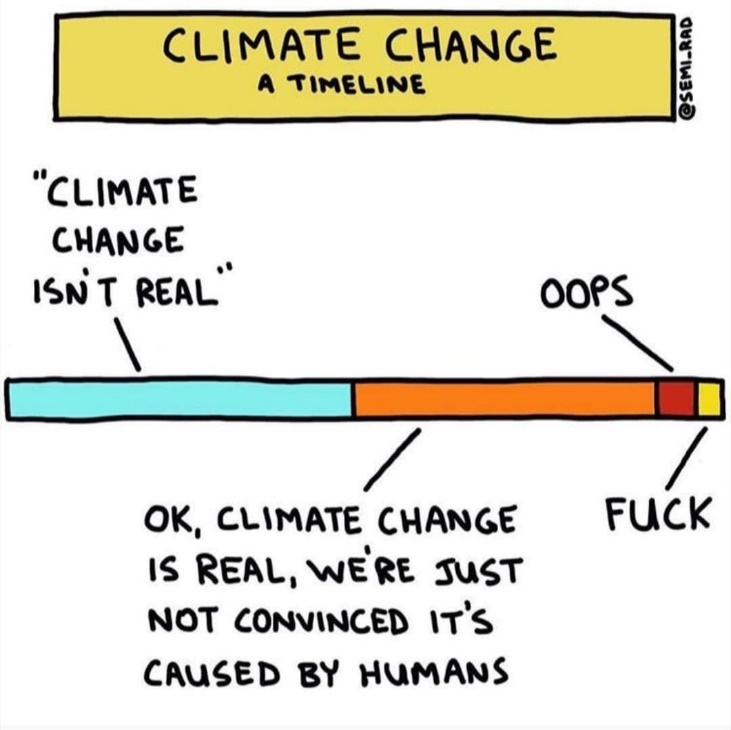 CLIMATE CHANGE
A TIMELINE
@SEMI_RAD
"CLIMATE
CHANGE
ISN'T REAL"
OOPS
OK, CLIMATE CHANGE
IS REAL, WE'RE JUST
NOT CONVINCED IT'S
CAUSED BY HUMANS
FUCK